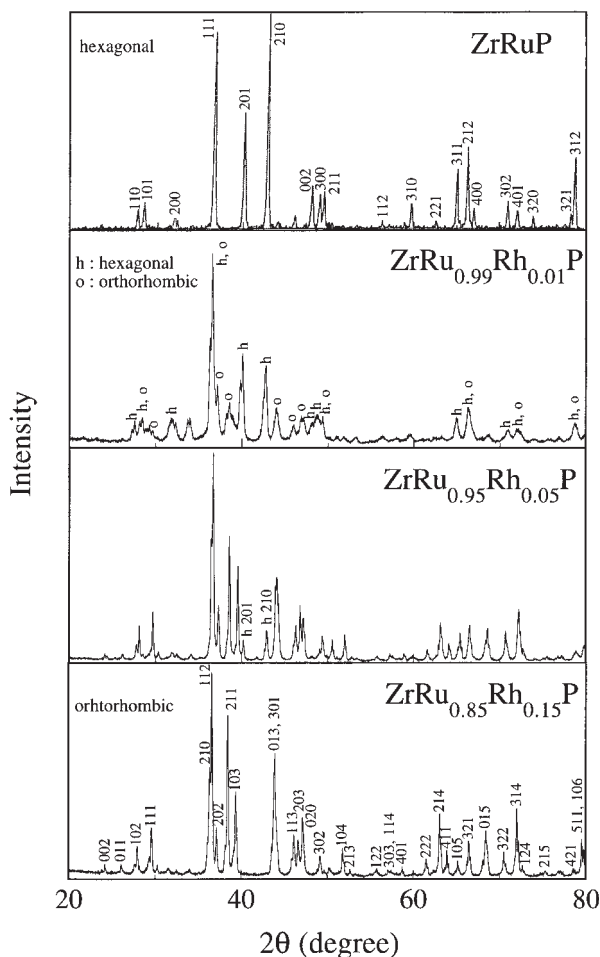 hexagonal
ZrRuP
110
101
200
111
201
210
002
300
211
112
310
221
311
212
400
302
401
320
321
312
h : hexagonal
o : orthorhombic
ZrRu0.99Rh0.01P
h
h, o
o
h
h, o
o
o
h
h
o
o
o
h
h, o
h
h, o
h
h, o
h, o
Intensity
ZrRu0.95Rh0.05P
h 201
h 210
orhtorhombic
ZrRu0.85Rh0.15P
002
011
102
111
210
112
202
211
103
013, 301
113
203
020
302
104
213
122
303, 114
401
222
214
411
105
321
015
322
314
124
215
421
511, 106
20
40
60
80
2θ (degree)